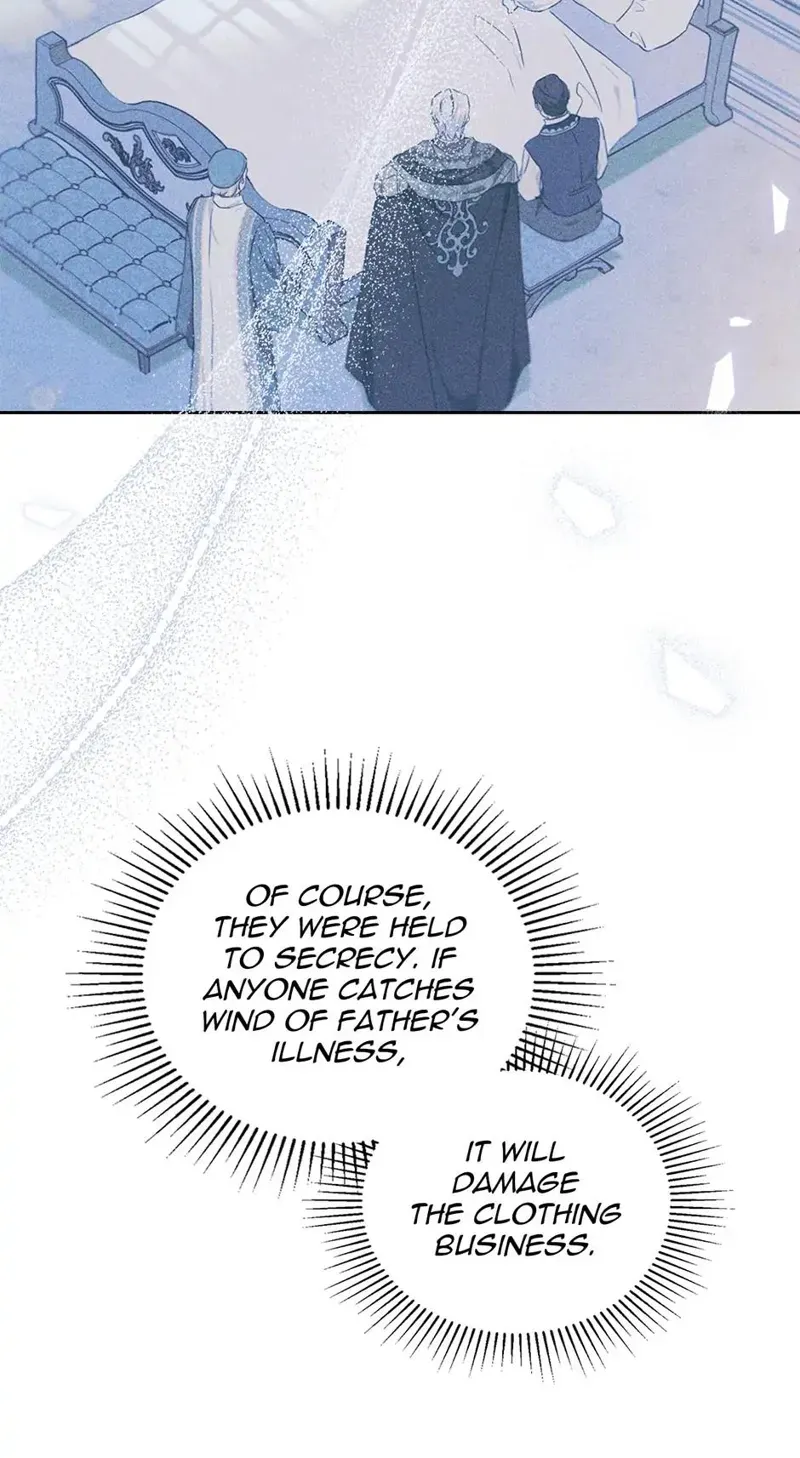 OF COURSE,
THEY WERE HELD
TO SECRECY. IF
ANYONE CATCHES
WIND OF FATHER'S
ILLNESS,
IT WILL
DAMAGE
THE CLOTHING
BUSINESS.